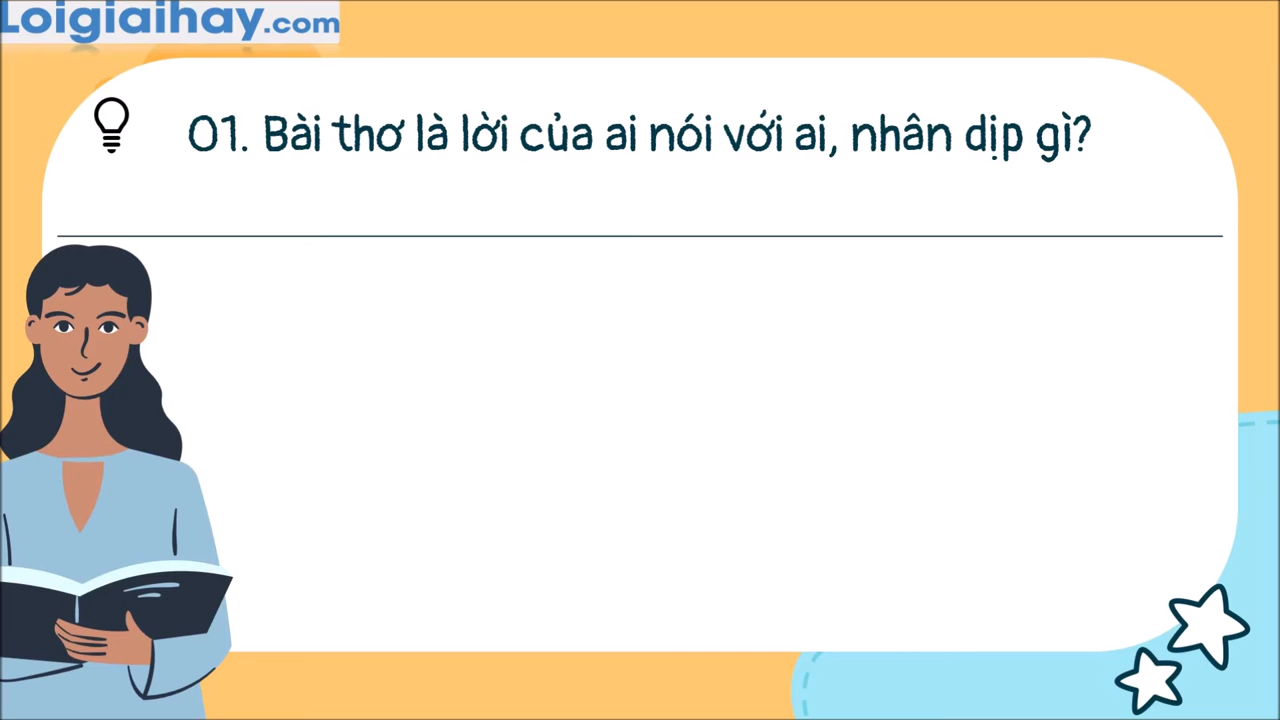 Loigiaihay.com
01. Bài thơ là lời của ai nói với ai, nhân dịp gì?